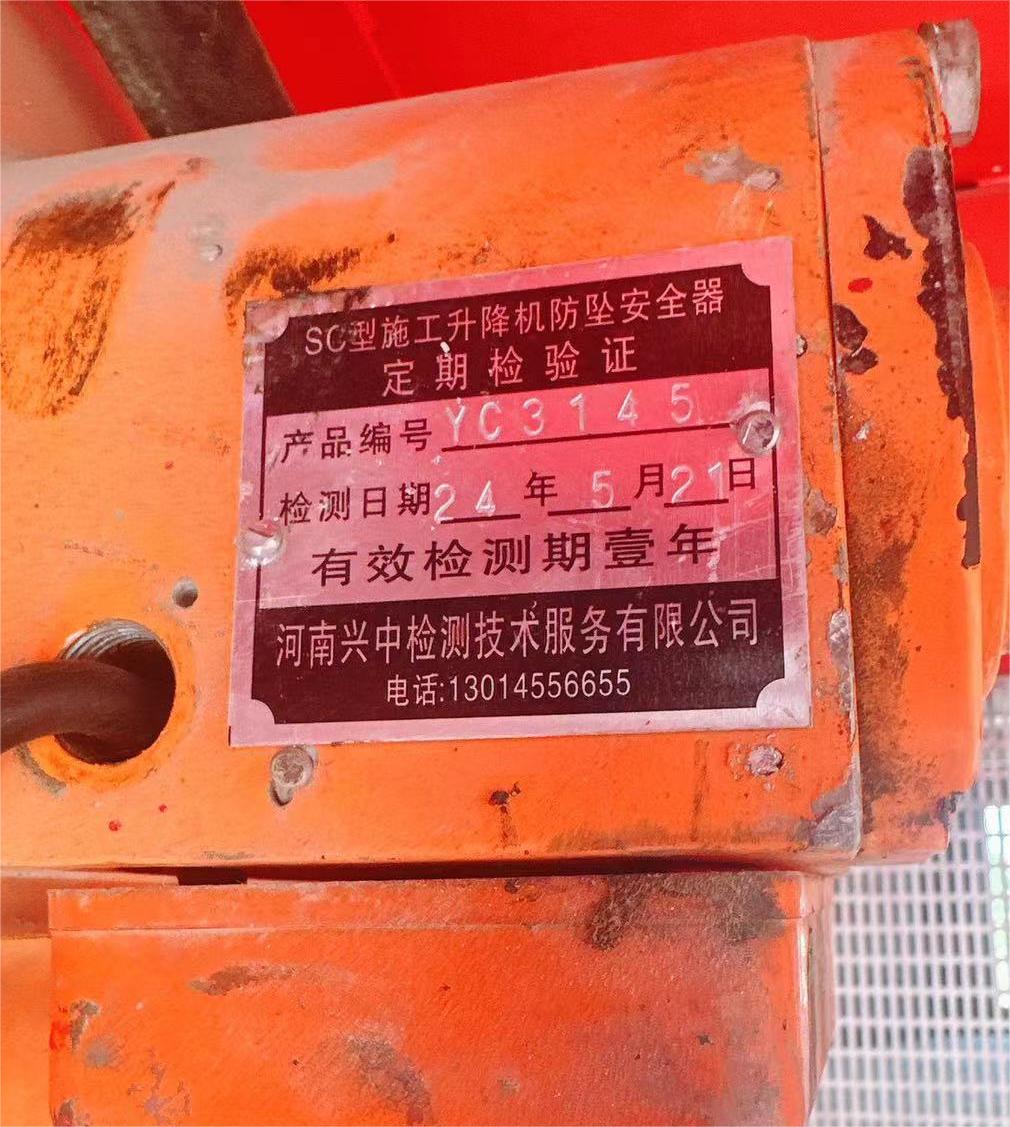 SC型施工升降机防坠安全器
定期检验证
产品编号 YC3145
检测日期 24 年 5 月 21 日
有效检测期壹年
河南兴中检测技术服务有限公司
电话:13014556655